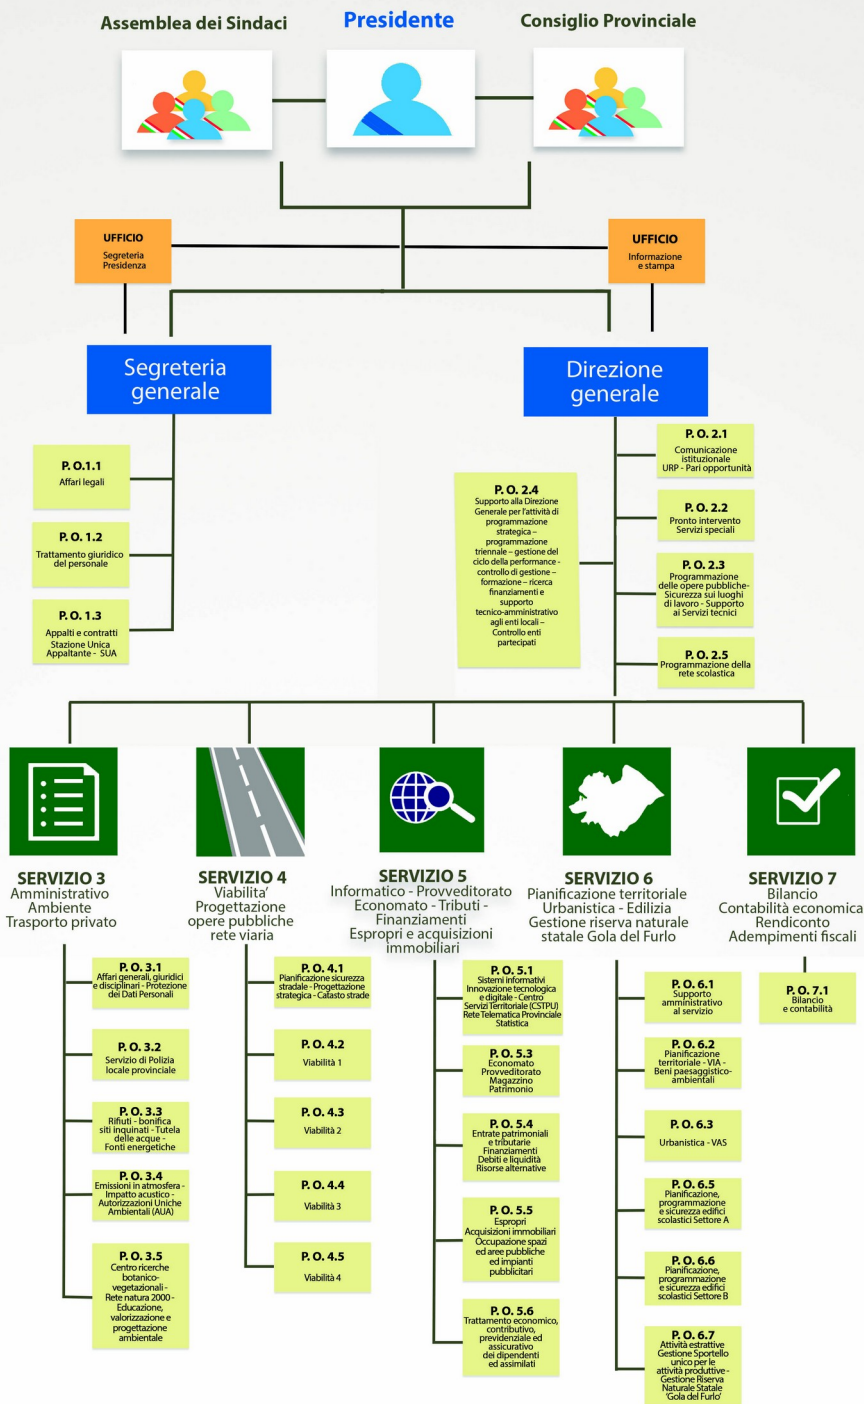 Assemblea dei Sindaci
Presidente
Consiglio Provinciale
UFFICIO
Segreteria
Presidenza
UFFICIO
Informazione
e stampa
Segreteria
generale
Direzione
generale
P. O.1.1
Affari legali
P. O. 1.2
Trattamento giuridico
del personale
P. O. 1.3
Appalti e contratti
Stazione Unica
Appaltante - SUA
P. O. 2.4
Supporto alla Direzione
Generale per l'attività di
programmazione
strategica –
programmazione
triennale – gestione del
ciclo della performance -
controllo di gestione –
formazione – ricerca
finanziamenti e
supporto
tecnico-amministrativo
agli enti locali –
Controllo enti
partecipati
P. O. 2.1
Comunicazione
istituzionale
URP - Pari opportunità
P. O. 2.2
Pronto intervento
Servizi speciali
P. O. 2.3
Programmazione
delle opere pubbliche-
Sicurezza sui luoghi
di lavoro - Supporto
ai Servizi tecnici
P. O. 2.5
Programmazione della
rete scolastica
SERVIZIO 3
Amministrativo
Ambiente
Trasporto privato
SERVIZIO 4
Viabilita'
Progettazione
opere pubbliche
rete viaria
SERVIZIO 5
Informatico - Provveditorato
Economato - Tributi -
Finanziamenti
Espropri e acquisizioni
immobiliari
SERVIZIO 6
Pianificazione territoriale
Urbanistica - Edilizia
Gestione riserva naturale
statale Gola del Furlo
SERVIZIO 7
Bilancio
Contabilità economica
Rendiconto
Adempimenti fiscali
P. O. 3.1
Affari generali, giuridici
e disciplinari - Protezione
dei Dati Personali
P. O. 3.2
Servizio di Polizia
locale provinciale
P. O. 3.3
Rifiuti - bonifica
siti inquinati - Tutela
delle acque -
Fonti energetiche
P. O. 3.4
Emissioni in atmosfera -
Impatto acustico -
Autorizzazioni Uniche
Ambientali (AUA)
P. O. 3.5
Centro ricerche
botanico-
vegetazionali -
Rete natura 2000 -
Educazione,
valorizzazione e
progettazione
ambientale
P. O. 4.1
Pianificazione sicurezza
stradale - Progettazione
strategica - Catasto strade
P. O. 4.2
Viabilità 1
P. O. 4.3
Viabilità 2
P. O. 4.4
Viabilità 3
P. O. 4.5
Viabilità 4
P. O. 5.1
Sistemi informativi
Innovazione tecnologica
e digitale - Centro
Servizi Territoriale (CSTPU)
Rete Telematica Provinciale
Statistica
P. O. 5.3
Economato
Provveditorato
Magazzino
Patrimonio
P. O. 5.4
Entrate patrimoniali
e tributarie
Finanziamenti
Debiti e liquidità
Risorse alternative
P. O. 5.5
Espropri
Acquisizioni immobiliari
Occupazione spazi
ed aree pubbliche
ed impianti
pubblicitari
P. O. 5.6
Trattamento economico,
contributivo,
previdenziale ed
assicurativo
dei dipendenti
ed assimilati
P. O. 6.1
Supporto
amministrativo
al servizio
P. O. 6.2
Pianificazione
territoriale - VIA -
Beni paesaggistico-
ambientali
P. O. 6.3
Urbanistica - VAS
P. O. 6.5
Pianificazione,
programmazione
e sicurezza edifici
scolastici Settore A
P. O. 6.6
Pianificazione,
programmazione
e sicurezza edifici
scolastici Settore B
P. O. 6.7
Attività estrattive
Gestione Sportello
unico per le
attività produttive -
Gestione Riserva
Naturale Statale
'Gola del Furlo'
P. O. 7.1
Bilancio
e contabilità